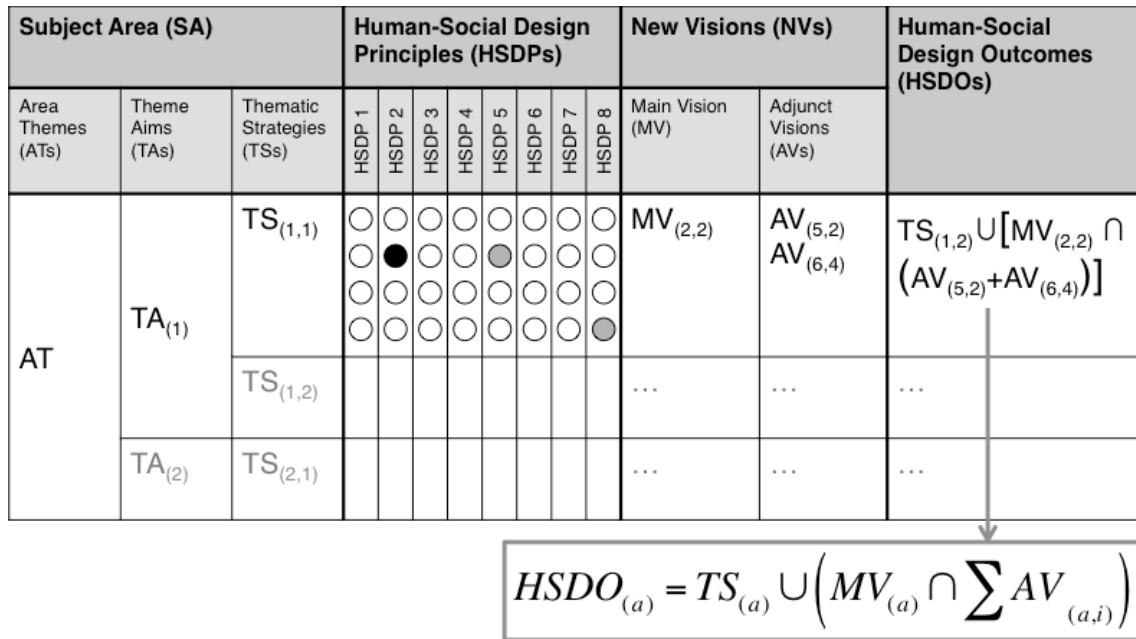 Subject Area (SA)
Human-Social Design
Principles (HSDPs)
New Visions (NVs)
Human-Social
Design Outcomes
(HSDOs)
Area
Themes
(ATs)
Theme
Aims
(TAs)
Thematic
Strategies
(TSs)
HSDP 1
HSDP 2
HSDP 3
HSDP 4
HSDP 5
HSDP 6
HSDP 7
HSDP 8
Main Vision
(MV)
Adjunct
Visions
(AVs)
AT
TA(1)
TS(1,1)
MV(2,2)
AV(5,2)
AV(6,4)
TS(1,2)∪[MV(2,2) ∩
(AV(5,2)+AV(6,4))]
TS(1,2)
...
...
...
TA(2)
TS(2,1)
...
...
...
HSDO(a) = TS(a) ∪ (MV(a) ∩ ∑ AV(a,i))